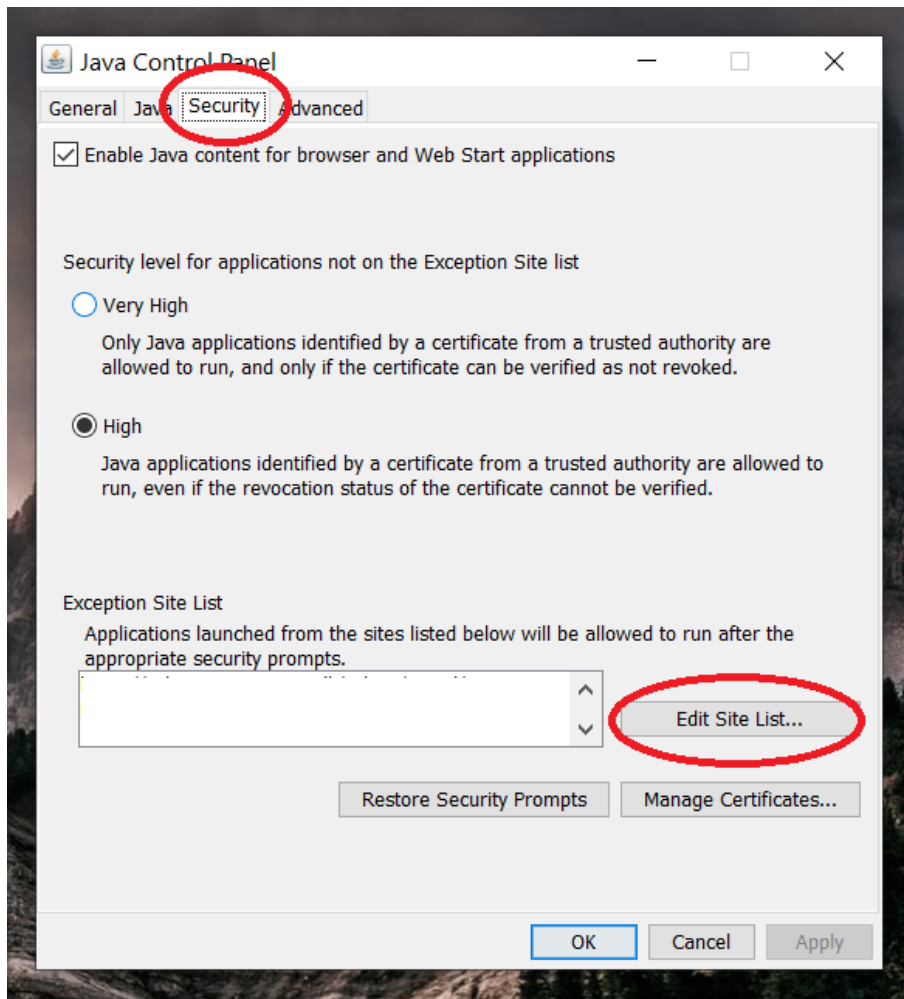 Java Control Panel
General Java Security Advanced
Enable Java content for browser and Web Start applications
Security level for applications not on the Exception Site list
Very High
Only Java applications identified by a certificate from a trusted authority are
allowed to run, and only if the certificate can be verified as not revoked.
High
Java applications identified by a certificate from a trusted authority are allowed to
run, even if the revocation status of the certificate cannot be verified.
Exception Site List
Applications launched from the sites listed below will be allowed to run after the
appropriate security prompts.
Edit Site List...
Restore Security Prompts Manage Certificates...
OK Cancel Apply